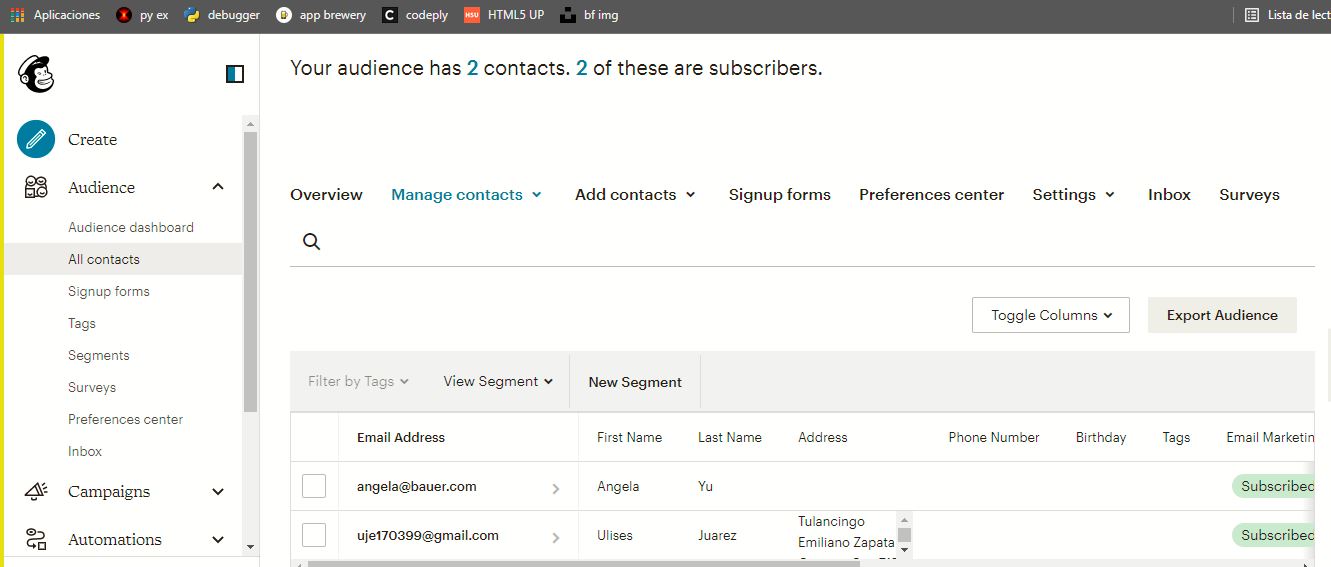 Aplicaciones py ex debugger app brewery codeply HTML5 UP bf img Lista de lect
Your audience has 2 contacts. 2 of these are subscribers.
Create
Audience
Audience dashboard
All contacts
Signup forms
Tags
Segments
Surveys
Preferences center
Inbox
Campaigns
Automations
Overview Manage contacts Add contacts Signup forms Preferences center Settings Inbox Surveys
Toggle Columns Export Audience
Filter by Tags View Segment New Segment
Email Address First Name Last Name Address Phone Number Birthday Tags Email Marketin
angela@bauer.com Angela Yu Subscribed
Tulancingo
uje170399@gmail.com Ulises Juarez Emiliano Zapata Subscribed